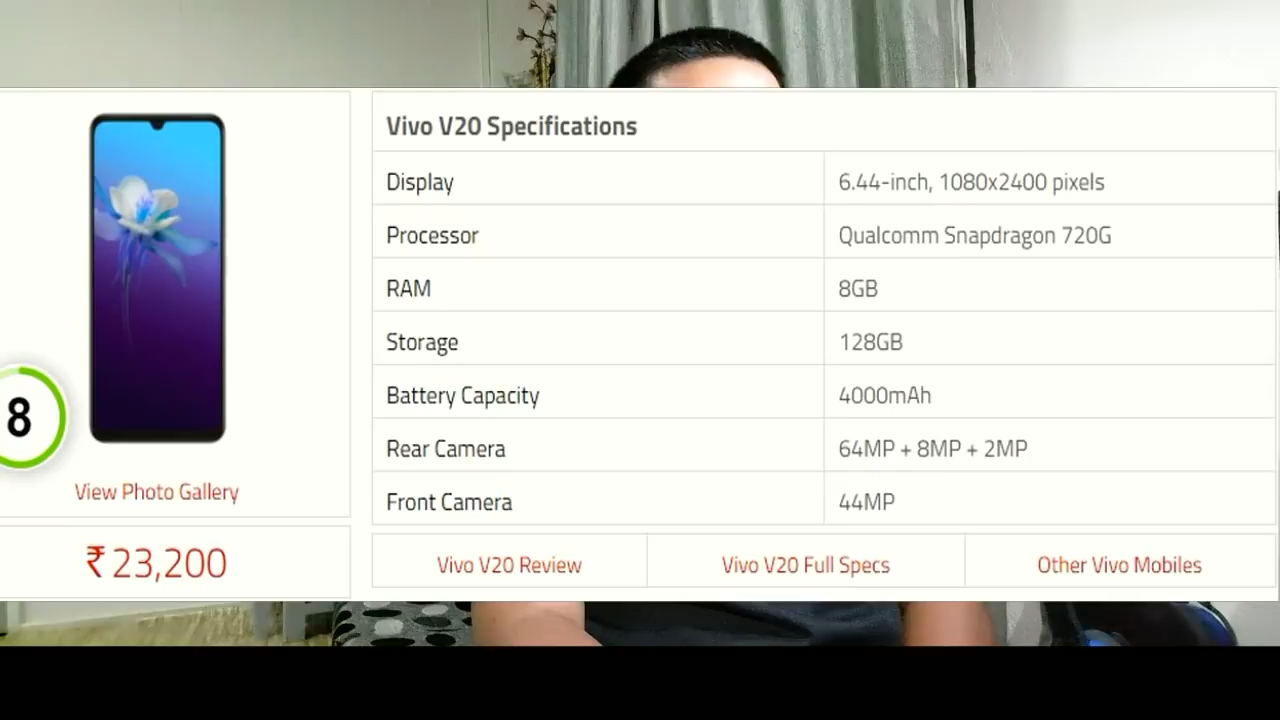 Vivo V20 Specifications
Display 6.44-inch, 1080x2400 pixels
Processor Qualcomm Snapdragon 720G
RAM 8GB
Storage 128GB
Battery Capacity 4000mAh
Rear Camera 64MP + 8MP + 2MP
Front Camera 44MP
8
View Photo Gallery
₹ 23,200
Vivo V20 Review Vivo V20 Full Specs Other Vivo Mobiles